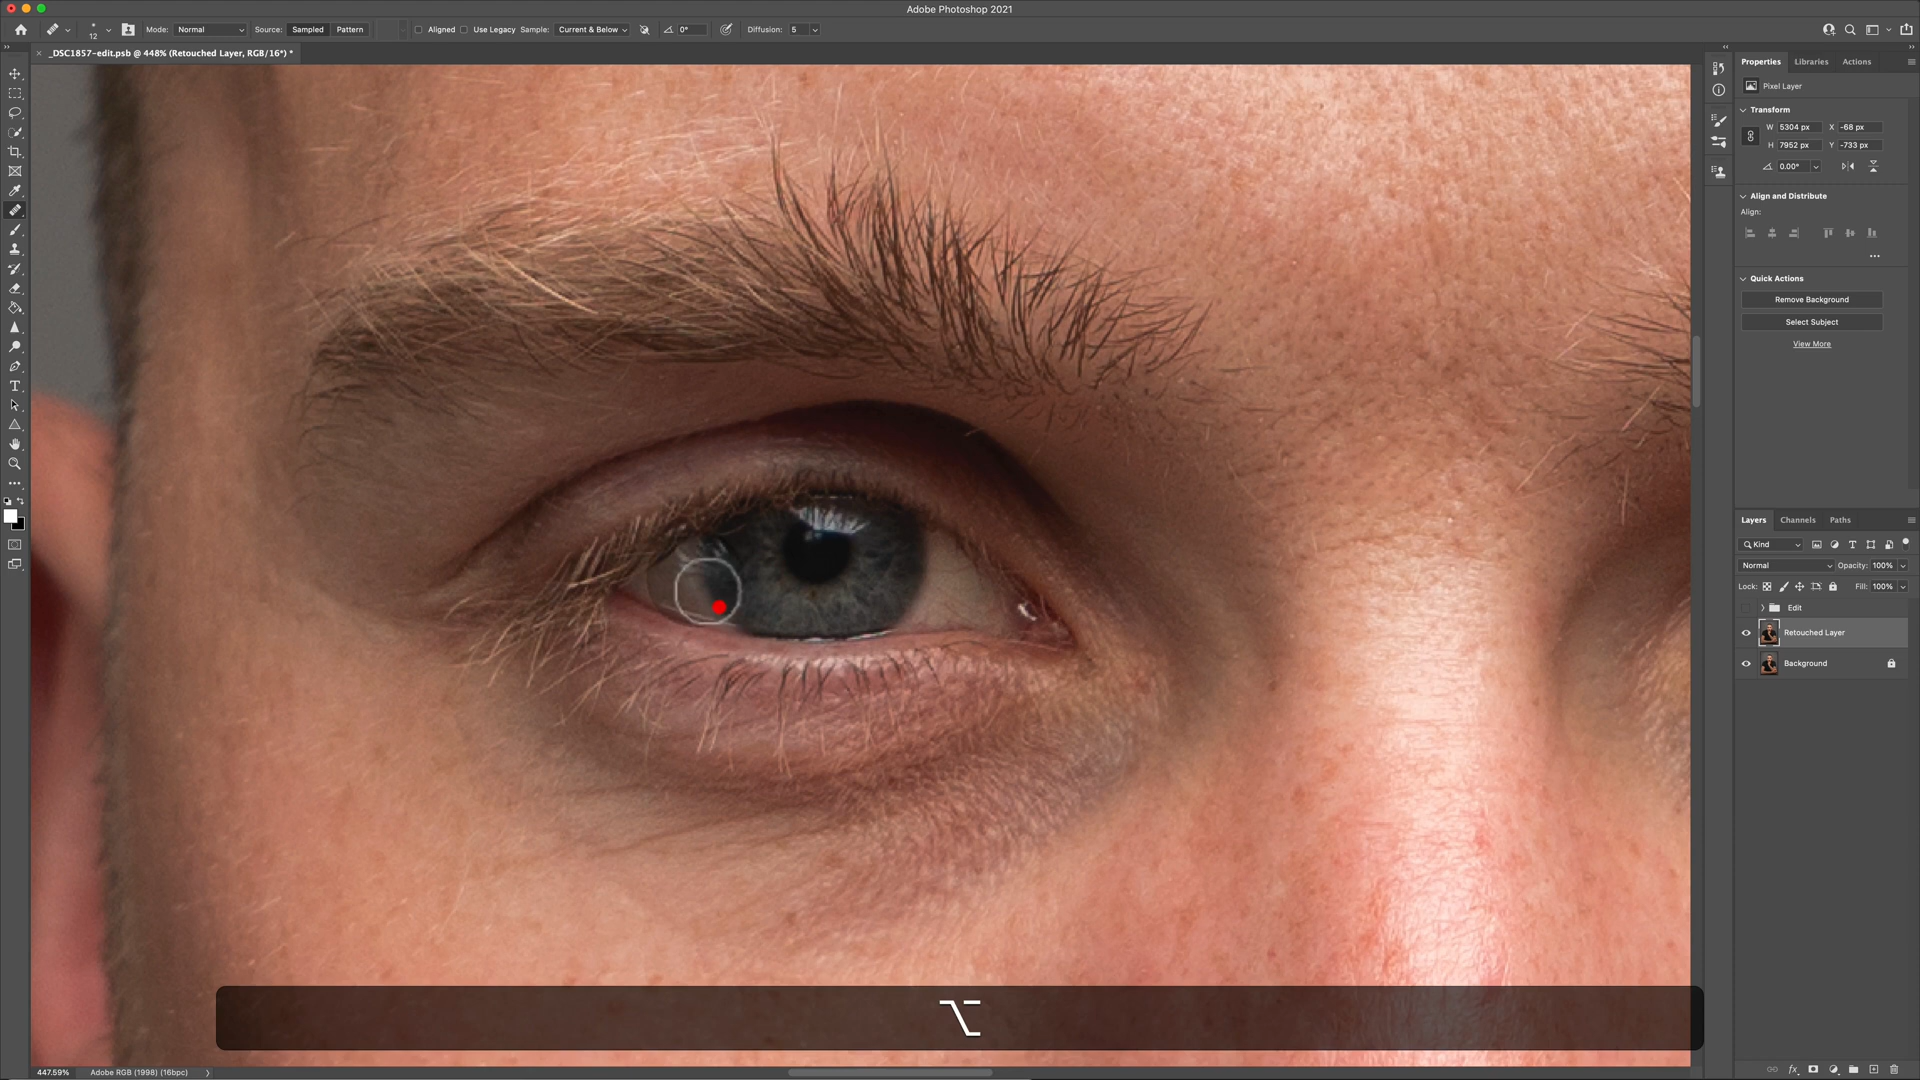 Adobe Photoshop 2021
12
Mode: Normal
Source: Sampled Pattern
Aligned
Use Legacy
Sample: Current & Below
0°
Diffusion: 5
× _DSC1857-edit.psb @ 448% (Retouched Layer, RGB/16*) *
Properties Libraries Actions
Pixel Layer
Transform
W 5304 px X -68 px
H 7952 px Y -733 px
0.00°
Align and Distribute
Align:
Quick Actions
Remove Background
Select Subject
View More
Layers Channels Paths
Kind
Normal Opacity: 100%
Lock: Fill: 100%
Edit
Retouched Layer
Background
fx
⌥
447.59% Adobe RGB (1998) (16bpc)